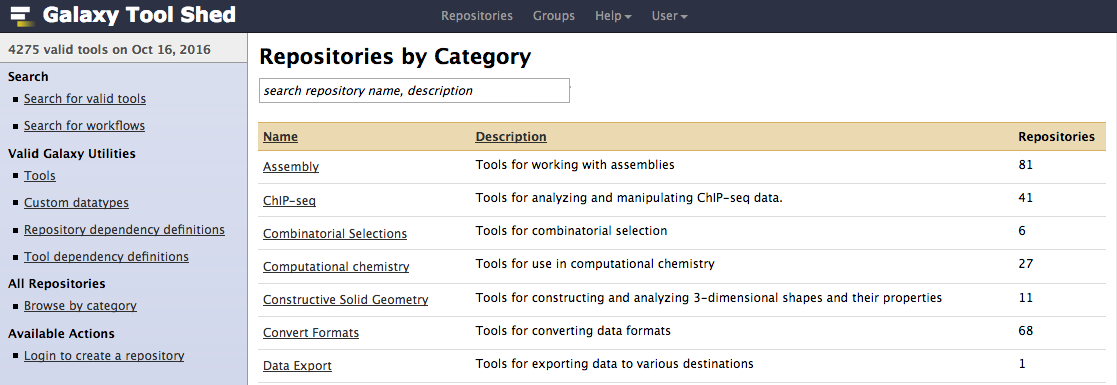 Galaxy Tool Shed
Repositories Groups Help User
4275 valid tools on Oct 16, 2016
Search
Search for valid tools
Search for workflows
Valid Galaxy Utilities
Tools
Custom datatypes
Repository dependency definitions
Tool dependency definitions
All Repositories
Browse by category
Available Actions
Login to create a repository
Repositories by Category
search repository name, description
Name Description Repositories
Assembly Tools for working with assemblies 81
ChIP-seq Tools for analyzing and manipulating ChIP-seq data. 41
Combinatorial Selections Tools for combinatorial selection 6
Computational chemistry Tools for use in computational chemistry 27
Constructive Solid Geometry Tools for constructing and analyzing 3-dimensional shapes and their properties 11
Convert Formats Tools for converting data formats 68
Data Export Tools for exporting data to various destinations 1